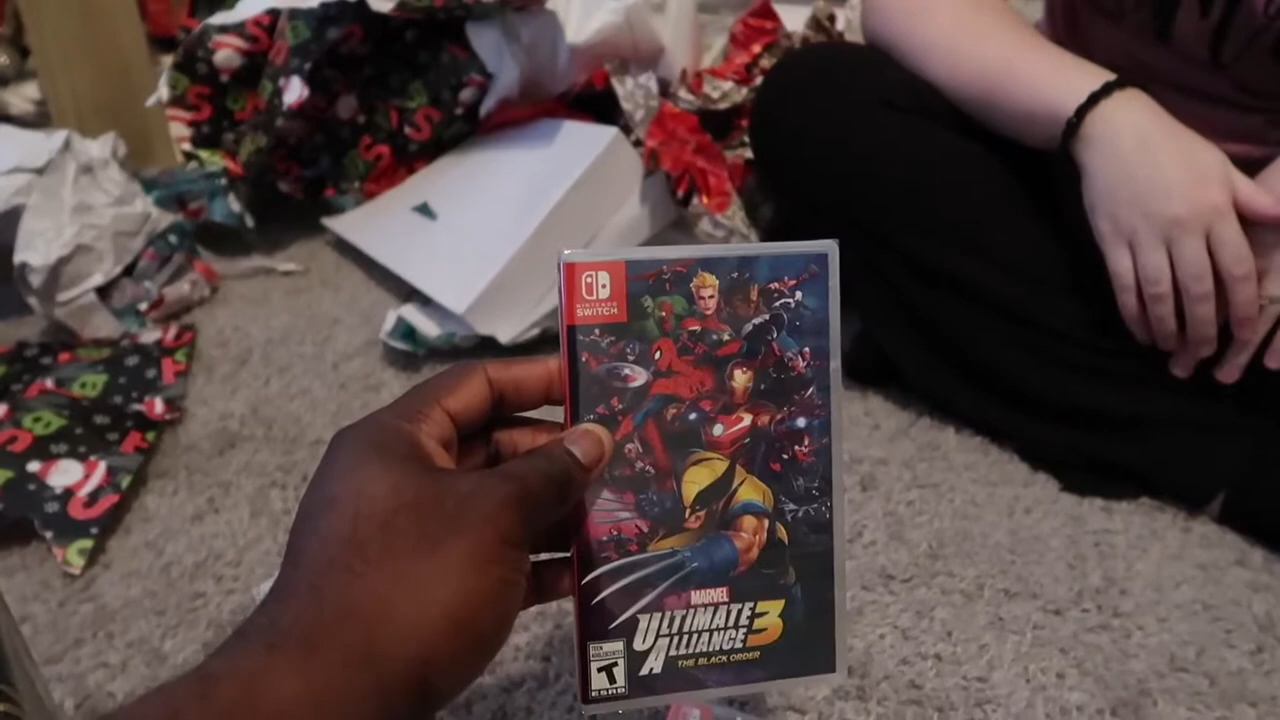 NINTENDO
SWITCH
MARVEL
ULTIMATE
ALLIANCE 3
THE BLACK ORDER
TEEN
T
ESRB